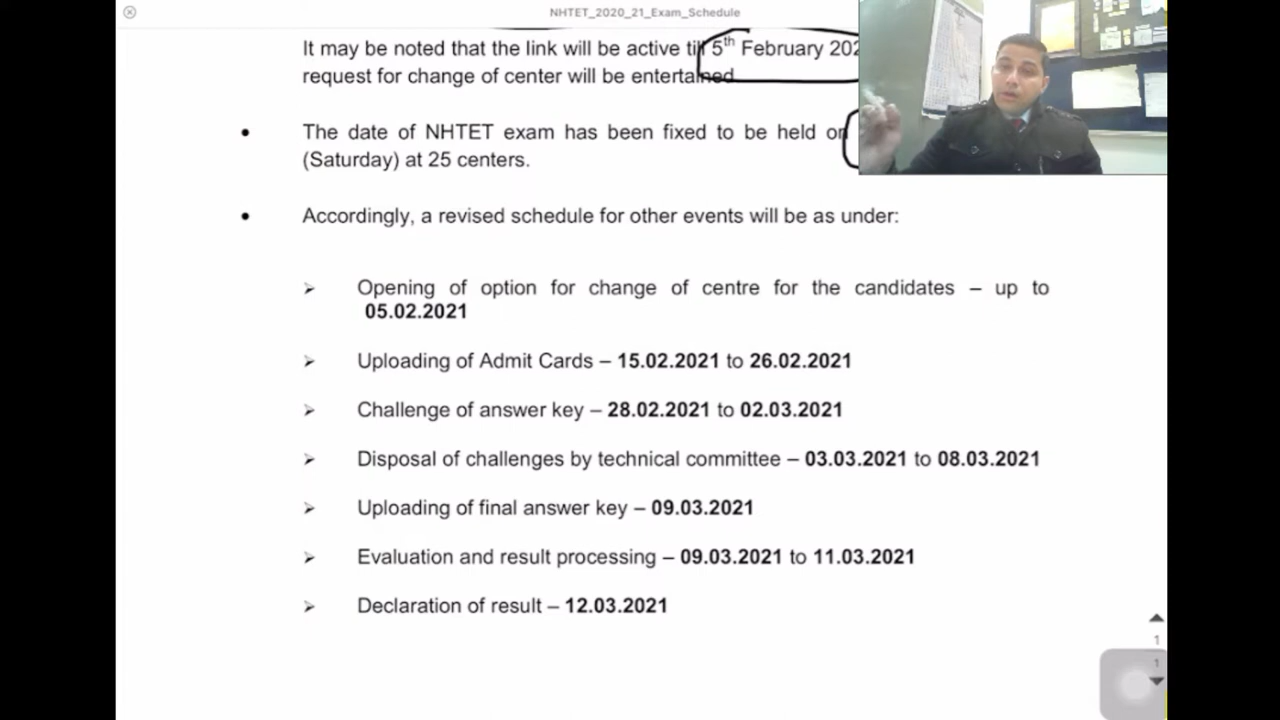 NHTET_2020_21_Exam_Schedule
It may be noted that the link will be active till 5th February
request for change of center will be entertained
• The date of NHTET exam has been fixed to be held on
(Saturday) at 25 centers.
• Accordingly, a revised schedule for other events will be as under:
➢ Opening of option for change of centre for the candidates – up to
05.02.2021
➢ Uploading of Admit Cards – 15.02.2021 to 26.02.2021
➢ Challenge of answer key – 28.02.2021 to 02.03.2021
➢ Disposal of challenges by technical committee – 03.03.2021 to 08.03.2021
➢ Uploading of final answer key – 09.03.2021
➢ Evaluation and result processing – 09.03.2021 to 11.03.2021
➢ Declaration of result – 12.03.2021
1
1